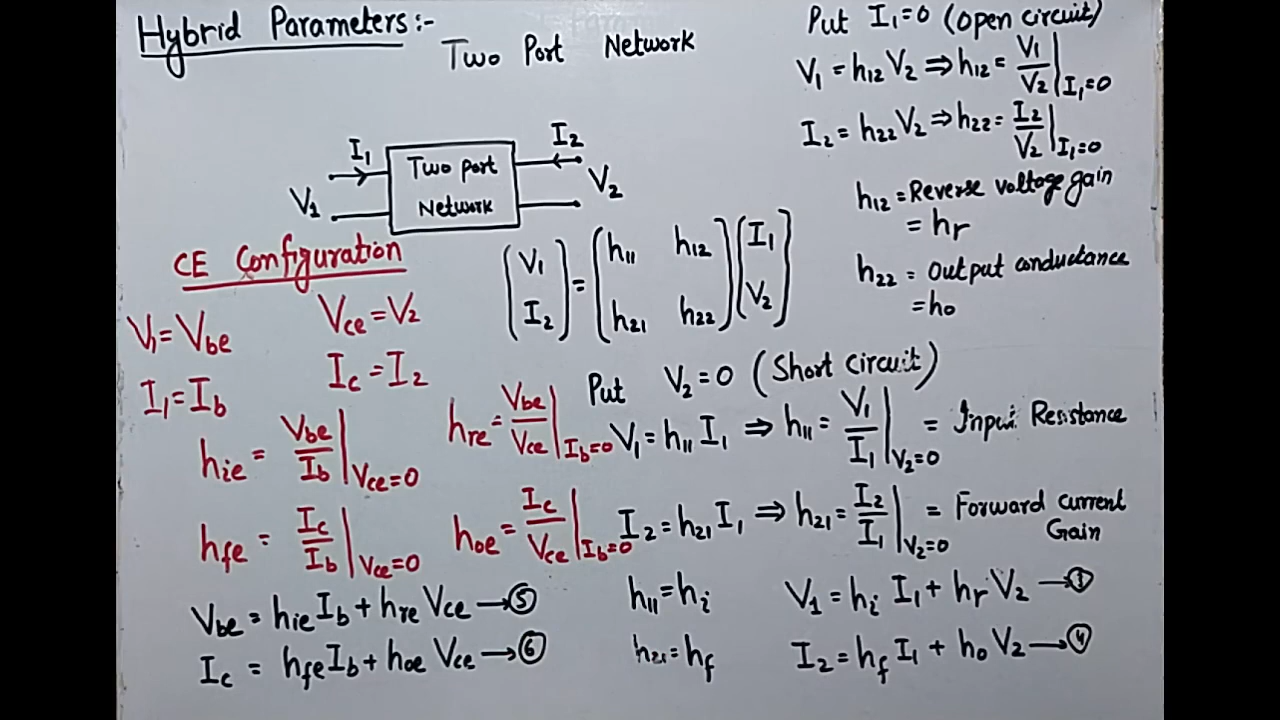 Hybrid Parameters:-
Two Port Network
I1
I2
V1
Two port
Network
V2
(V1 I2) = (h11 h12 h21 h22) (I1 V2)
Put I1=0 (open circuit)
V1 = h12 V2 ⇒ h12 = V1/V2 | I1=0
I2 = h22 V2 ⇒ h22 = I2/V2 | I1=0
h12 = Reverse voltage gain
= hr
h22 = output conductance
= ho
Put V2=0 (Short circuit)
V1 = h11 I1 ⇒ h11 = V1/I1 | V2=0 = Input Resistance
I2 = h21 I1 ⇒ h21 = I2/I1 | V2=0 = Forward current
Gain
h11 = hi
h21 = hf
V1 = hi I1 + hr V2 → ③
I2 = hf I1 + ho V2 → ④
CE Configuration
V1 = Vbe
Vce = V2
I1 = Ib
Ic = I2
hie = Vbe/Ib | Vce=0
hre = Vbe/Vce | Ib=0
hfe = Ic/Ib | Vce=0
hoe = Ic/Vce | Ib=0
Vbe = hie Ib + hre Vce → ⑤
Ic = hfe Ib + hoe Vce → ⑥